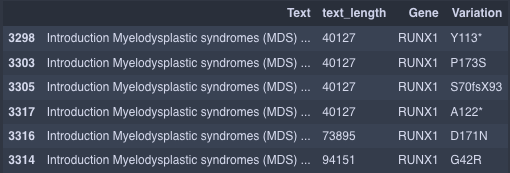 Text text_length Gene Variation
3298 Introduction Myelodysplastic syndromes (MDS) ... 40127 RUNX1 Y113*
3303 Introduction Myelodysplastic syndromes (MDS) ... 40127 RUNX1 P173S
3305 Introduction Myelodysplastic syndromes (MDS) ... 40127 RUNX1 S70fsX93
3317 Introduction Myelodysplastic syndromes (MDS) ... 40127 RUNX1 A122*
3316 Introduction Myelodysplastic syndromes (MDS) ... 73895 RUNX1 D171N
3314 Introduction Myelodysplastic syndromes (MDS) ... 94151 RUNX1 G42R